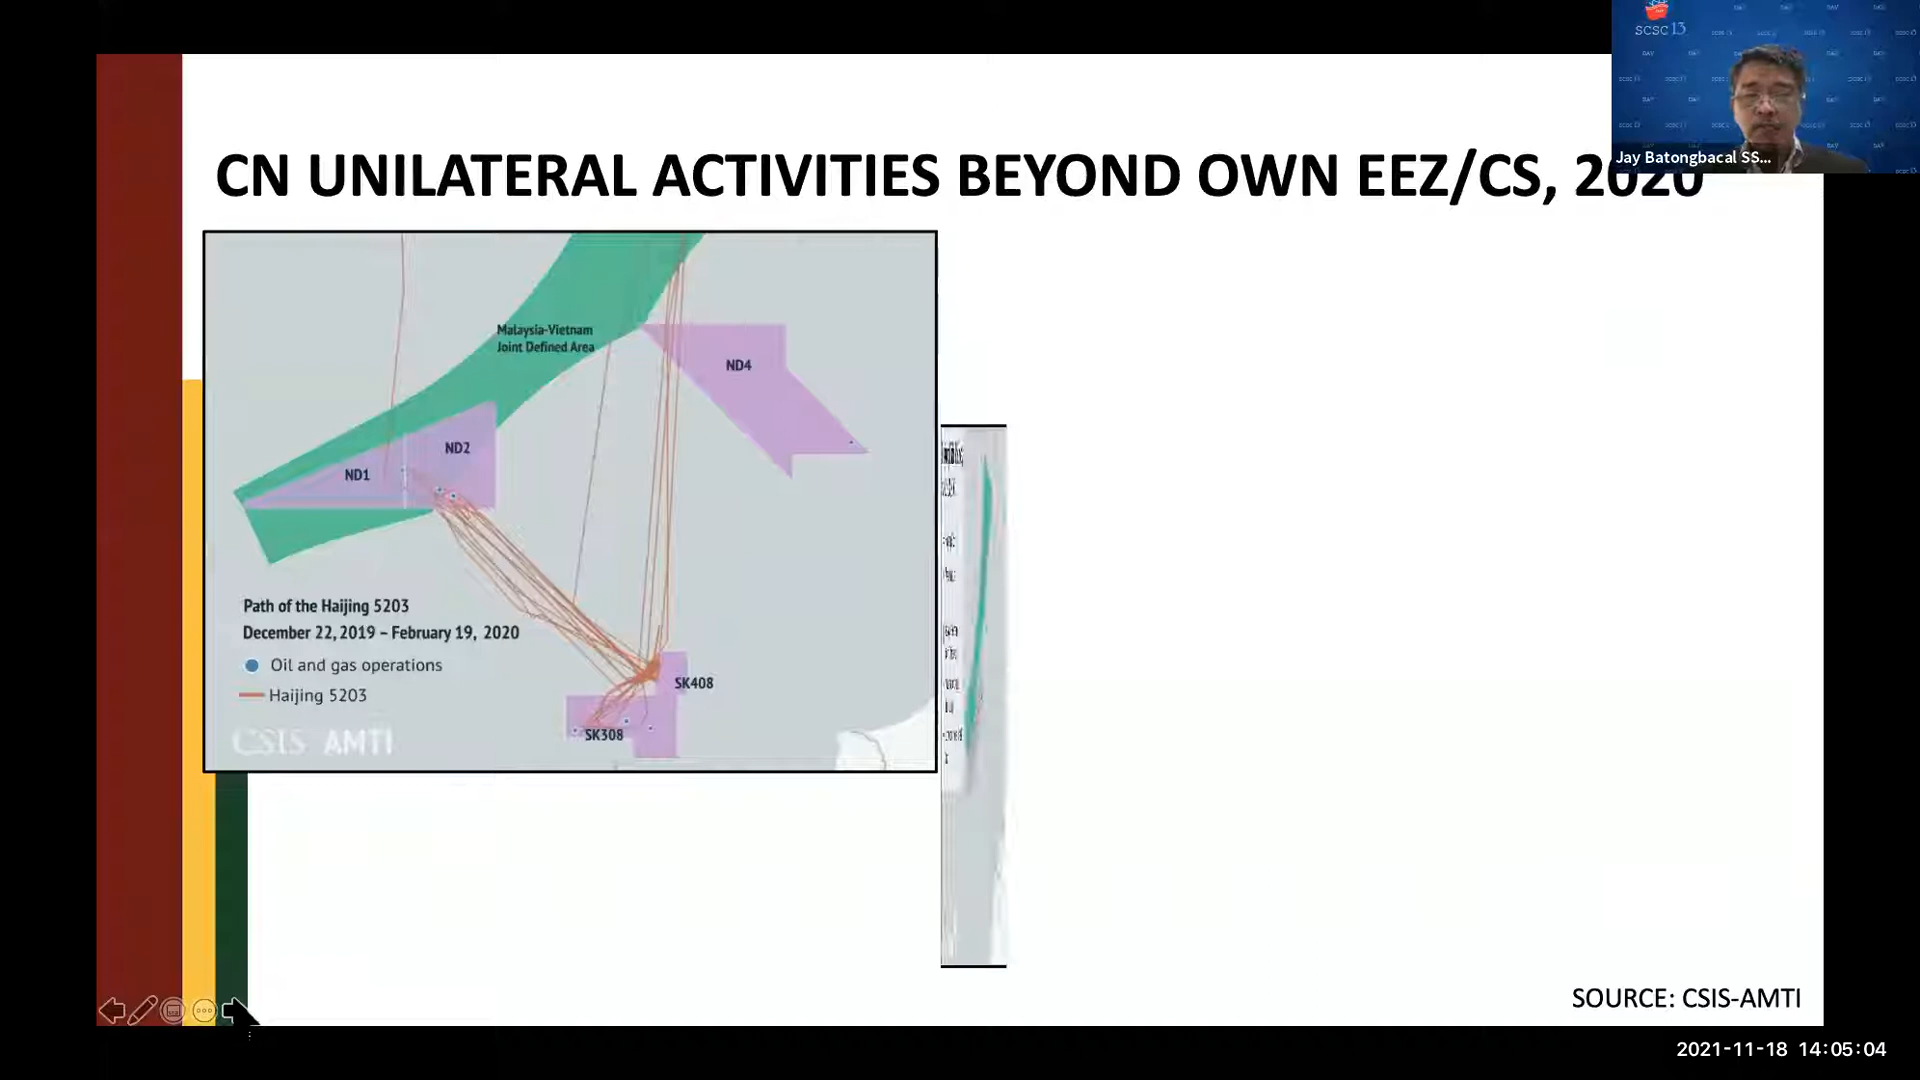 scsc 13
Jay Batongbacal SS...
CN UNILATERAL ACTIVITIES BEYOND OWN EEZ/CS, 2020
Malaysia-Vietnam
Joint Defined Area
ND4
ND2
ND1
Path of the Haijing 5203
December 22, 2019 – February 19, 2020
Oil and gas operations
Haijing 5203
SK408
SK308
CSIS AMTI
SOURCE: CSIS-AMTI
2021-11-18 14:05:04